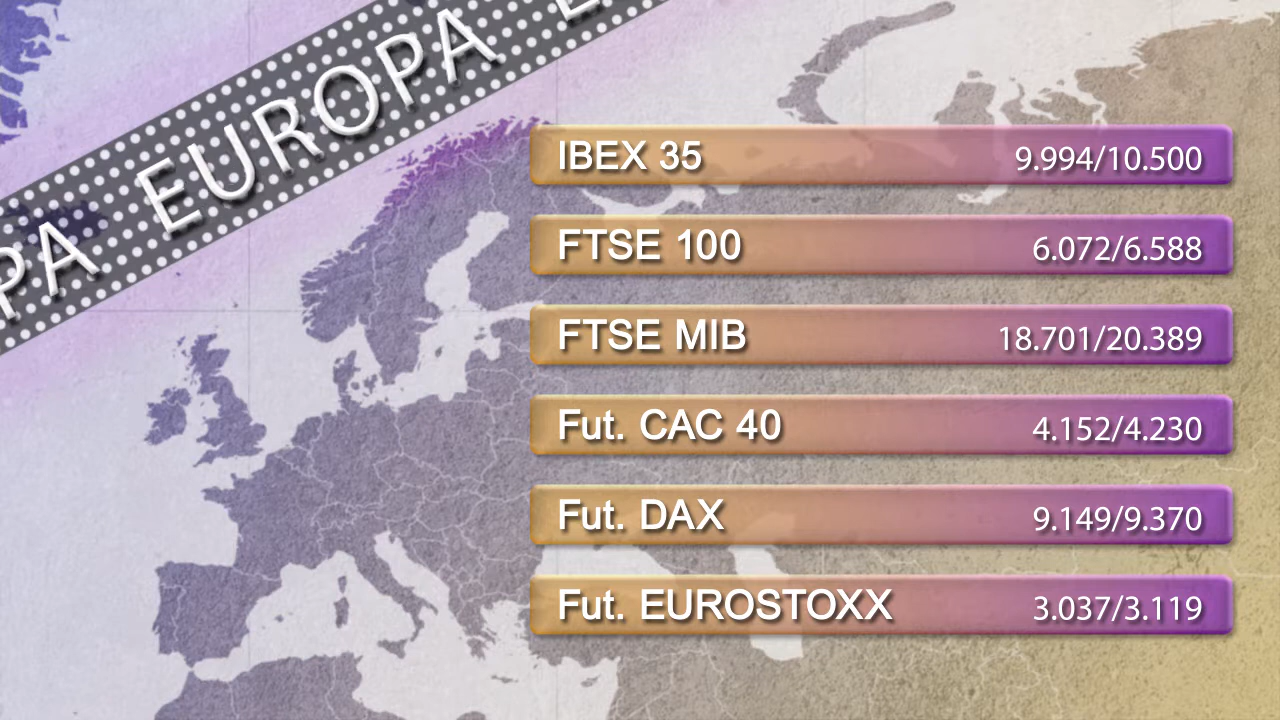 PA EUROPA E
IBEX 35 9.994/10.500
FTSE 100 6.072/6.588
FTSE MIB 18.701/20.389
Fut. CAC 40 4.152/4.230
Fut. DAX 9.149/9.370
Fut. EUROSTOXX 3.037/3.119